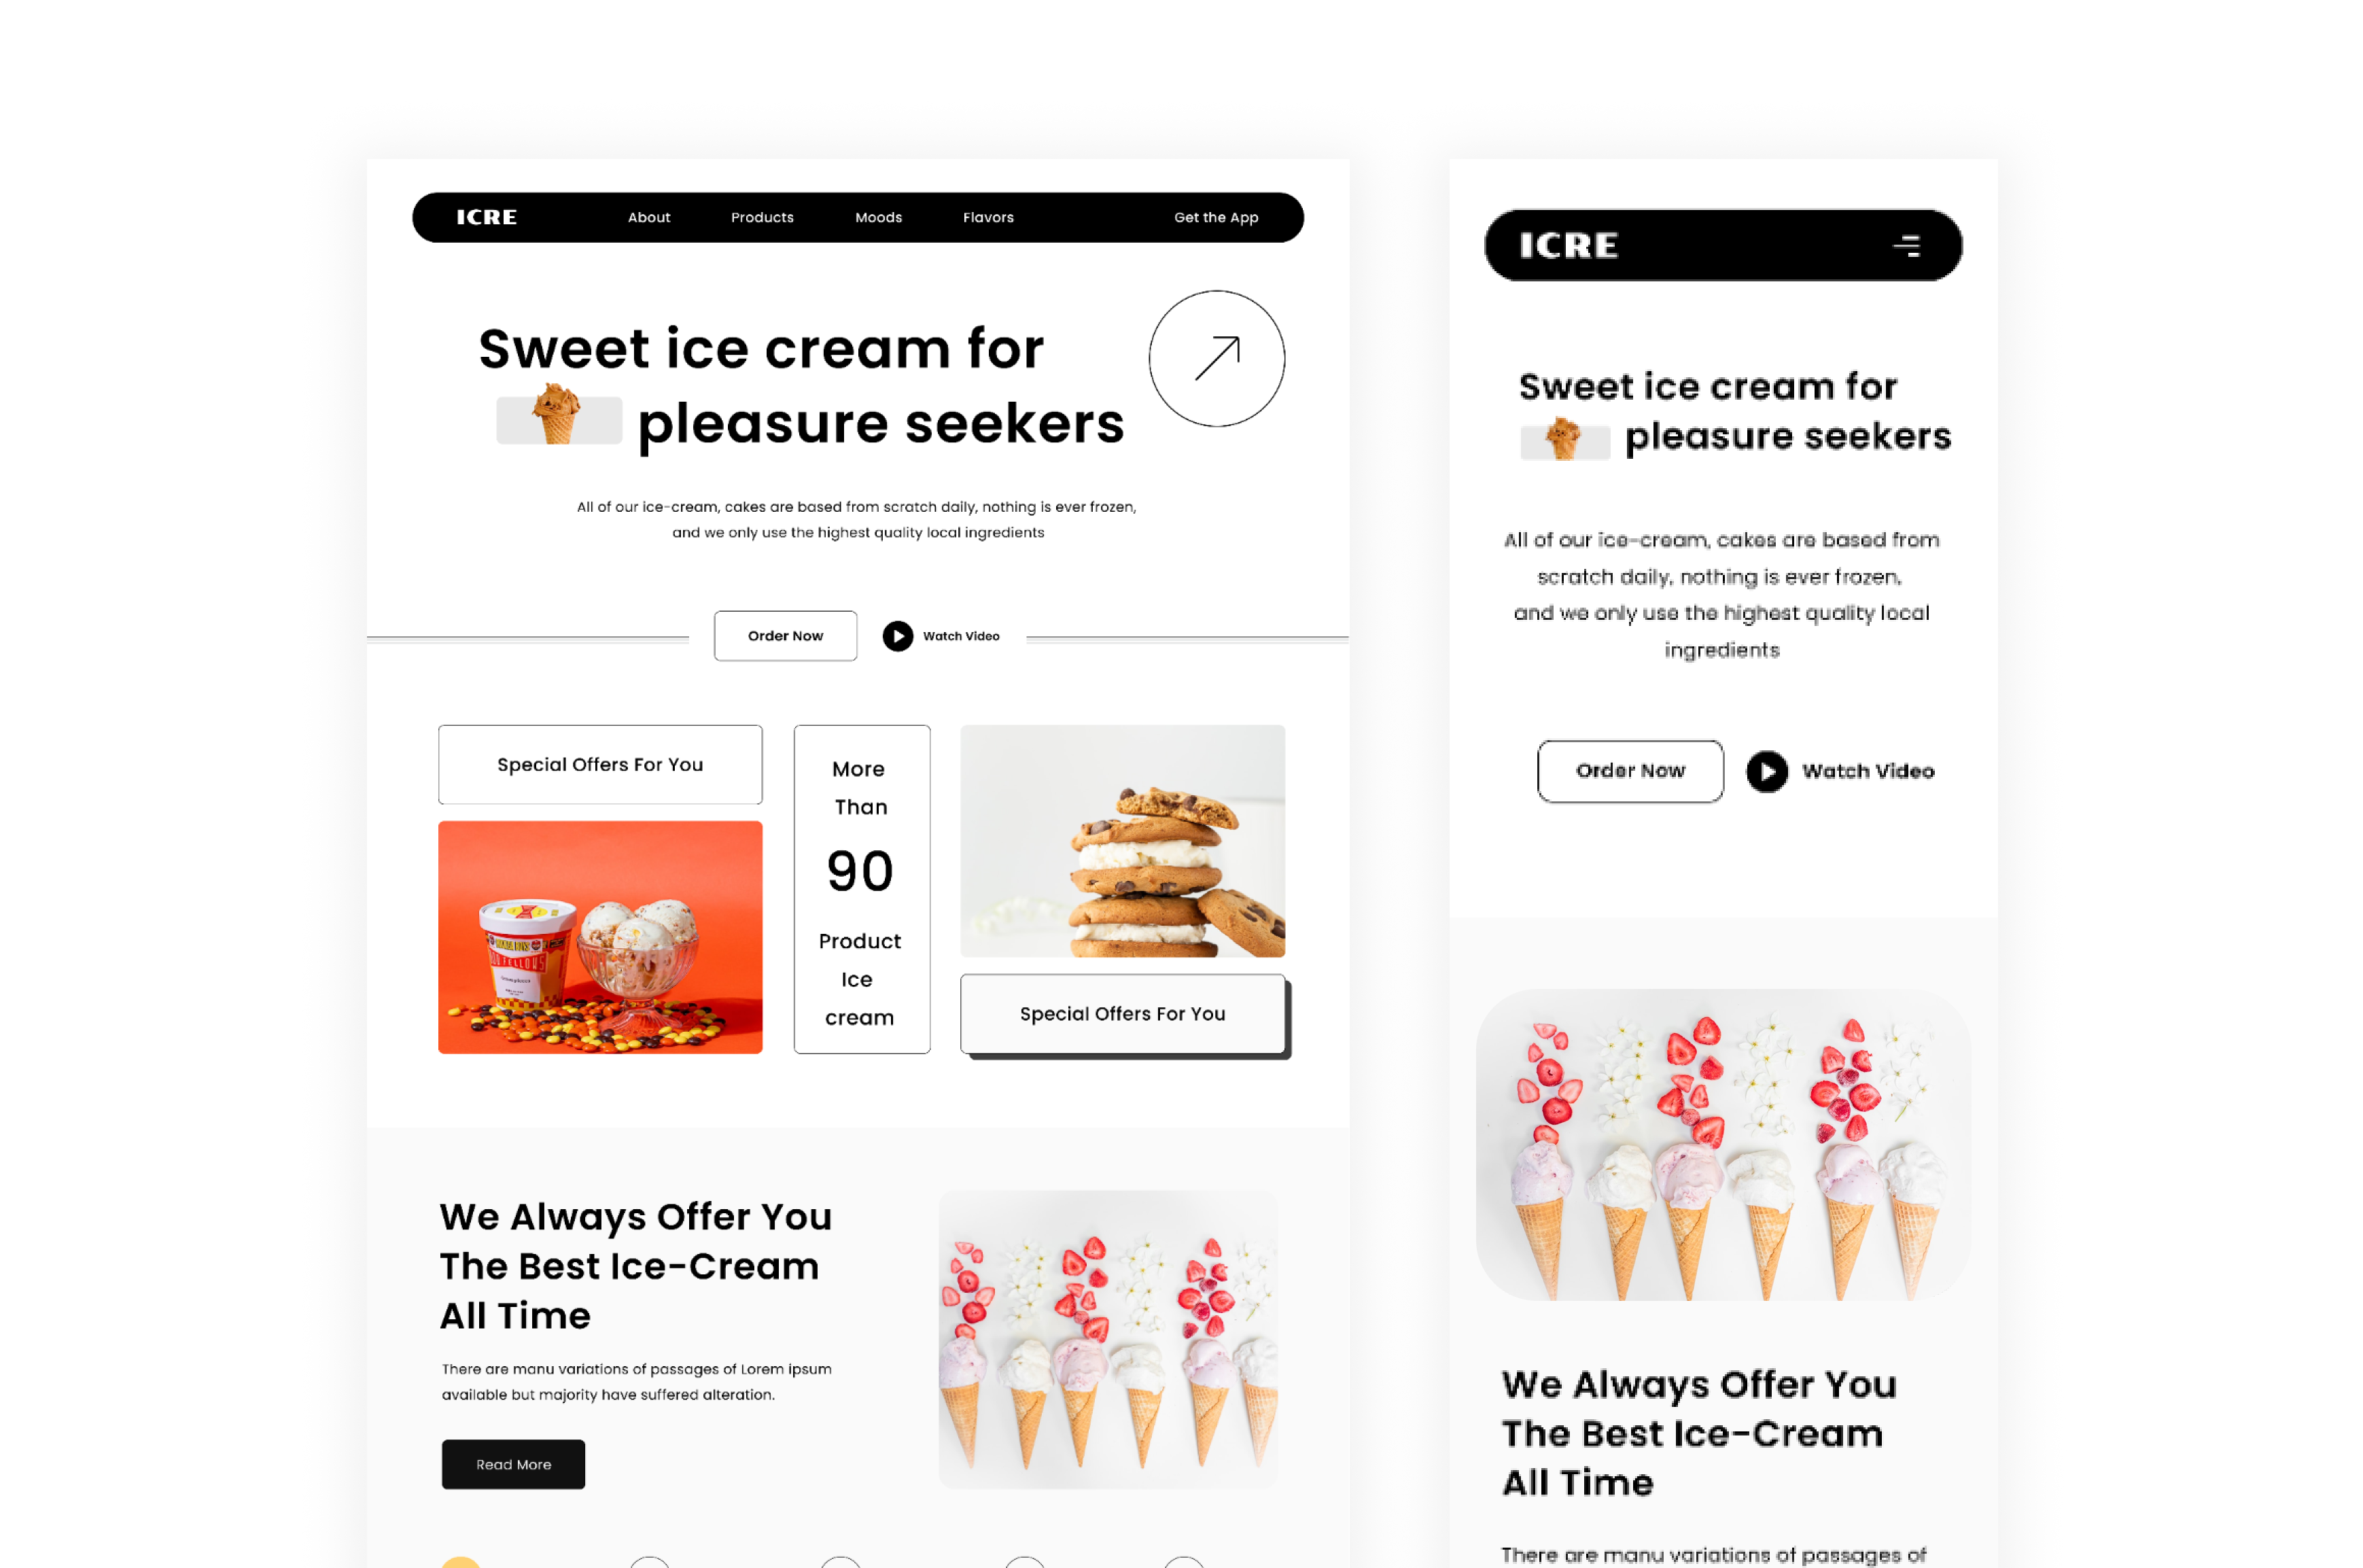 ICRE
About
Products
Moods
Flavors
Get the App
Sweet ice cream for
pleasure seekers
All of our ice-cream, cakes are based from scratch daily, nothing is ever frozen,
and we only use the highest quality local ingredients
Order Now
Watch Video
Special Offers For You
More
Than
90
Product
Ice
cream
Special Offers For You
We Always Offer You
The Best Ice-Cream
All Time
There are manu variations of passages of Lorem ipsum
available but majority have suffered alteration.
Read More
ICRE
Sweet ice cream for
pleasure seekers
All of our ice-cream, cakes are based from
scratch daily, nothing is ever frozen,
and we only use the highest quality local
ingredients
Order Now
Watch Video
We Always Offer You
The Best Ice-Cream
All Time
There are manu variations of passages of